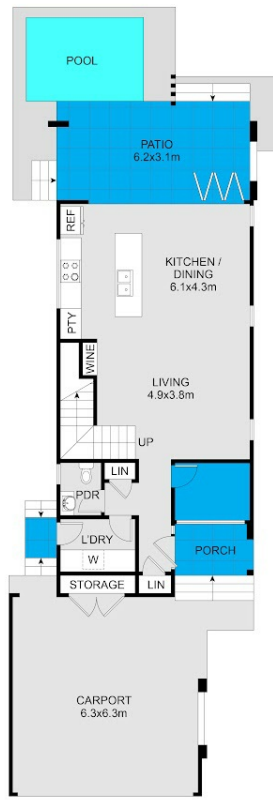 POOL
PATIO
6.2x3.1m
REF
KITCHEN /
DINING
6.1x4.3m
PTY
WINE
LIVING
4.9x3.8m
UP
LIN
PDR
L'DRY
W
PORCH
STORAGE
LIN
CARPORT
6.3x6.3m